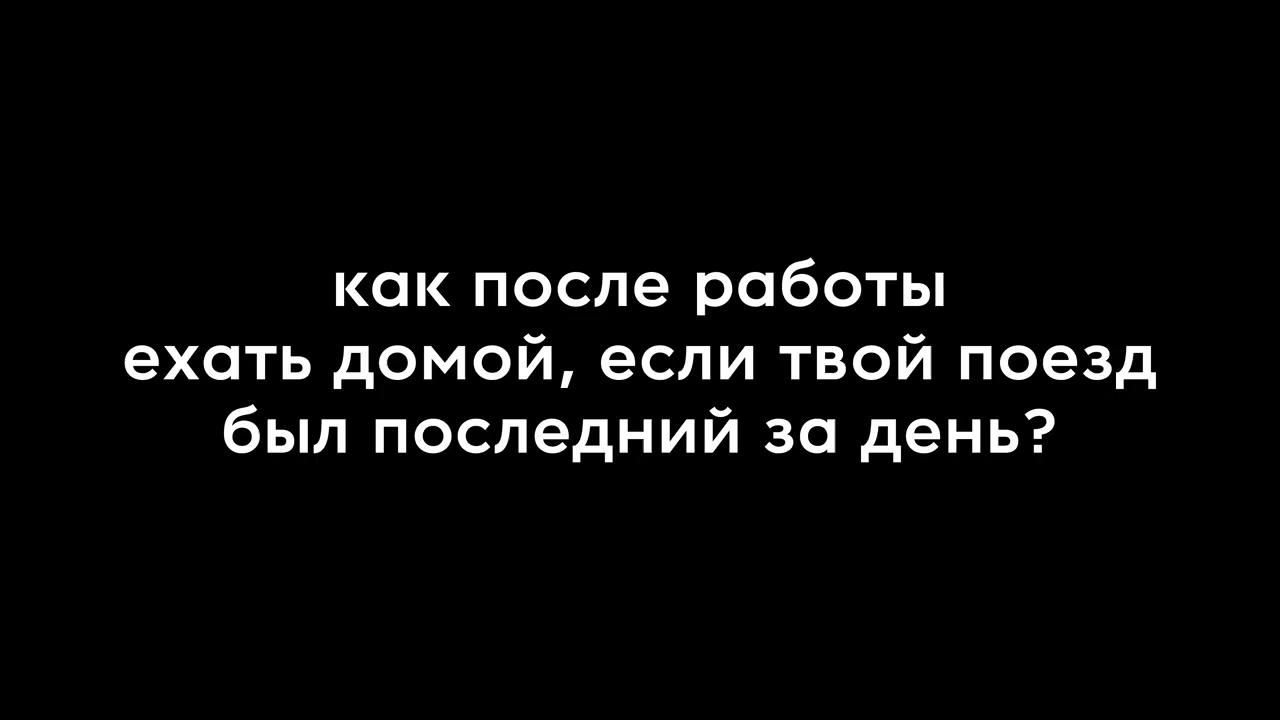 как после работы
ехать домой, если твой поезд
был последний за день?